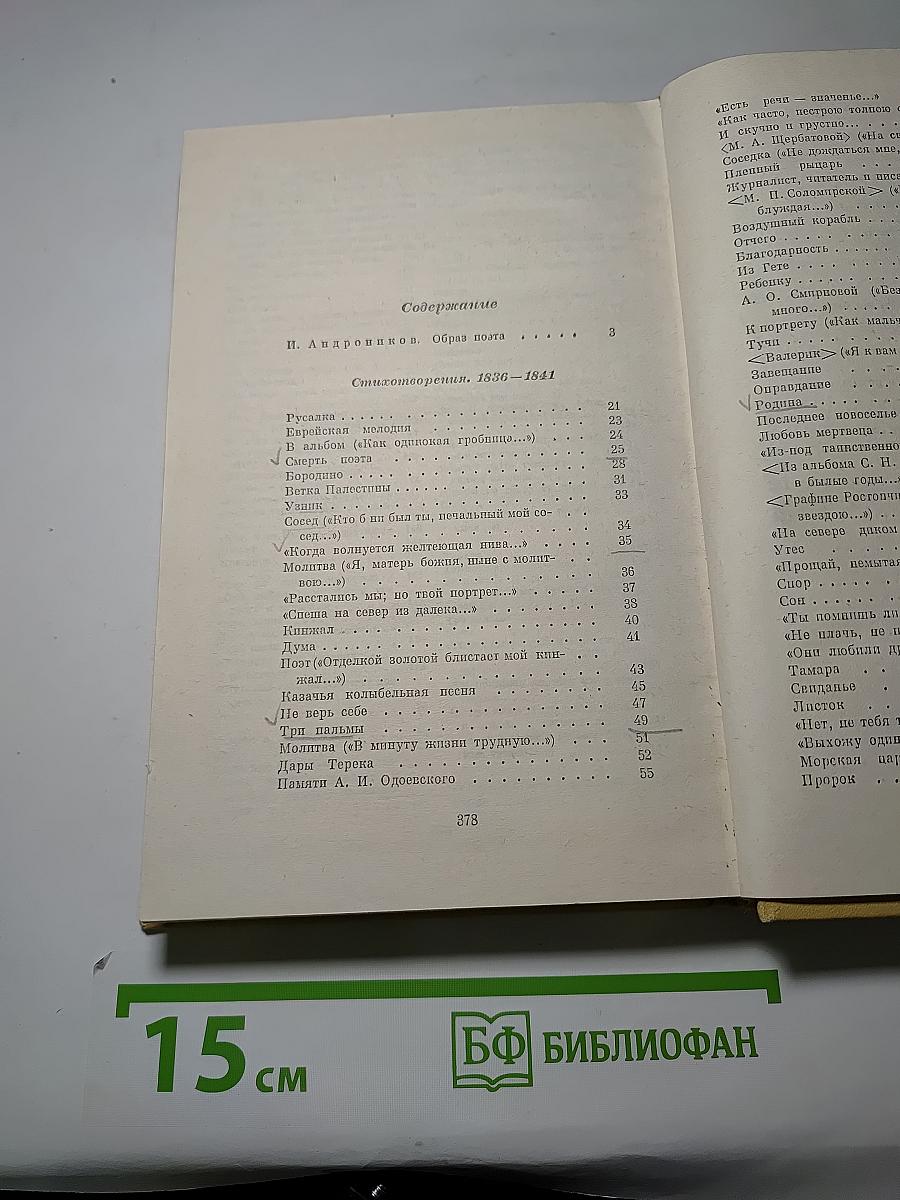 Содержание
И. Андроников. Образ поэта . . . . . 3
Стихотворения. 1836—1841
Русалка . . . . . . . . . . . . . . . . . 21
Еврейская мелодия . . . . . . . . . . . . 23
В альбом («Как одинокая гробница...») . . . 24
Смерть поэта . . . . . . . . . . . . . . 25
Бородино . . . . . . . . . . . . . . . . 28
Ветка Палестины . . . . . . . . . . . . . 31
Узник . . . . . . . . . . . . . . . . . . 33
Сосед («Кто б ни был ты, печальный мой со-
сед...») . . . . . . . . . . . . . . . 34
«Когда волнуется желтеющая нива...» . . . . 35
Молитва («Я, матерь божия, ныне с молит-
вою...») . . . . . . . . . . . . . . . 36
«Расстались мы; но твой портрет...» . . . . . 37
«Спеша на север из далека...» . . . . . . . 38
Кинжал . . . . . . . . . . . . . . . . . 40
Дума . . . . . . . . . . . . . . . . . . 41
Поэт («Отделкой золотой блистает мой кин-
жал...») . . . . . . . . . . . . . . . 43
Казачья колыбельная песня . . . . . . . . 45
Не верь себе . . . . . . . . . . . . . . 47
Три пальмы . . . . . . . . . . . . . . . 49
Молитва («В минуту жизни трудную...») . . . 51
Дары Терека . . . . . . . . . . . . . . . 52
Памяти А. И. Одоевского . . . . . . . . . . 55
378
«Есть речи — значенье...»
«Как часто, пестрою толпою
И скучно и грустно... . . .
<М. А. Щербатовой> («На
Соседка («Не дождаться мне,
Пленный рыцарь . . . .
Журналист, читатель и
<М. П. Соломирской>
блуждая...») . . . . .
Воздушный корабль . . .
Отчего . . . . . . . .
Благодарность . . . . .
Из Гете . . . . . . .
Ребенку . . . . . . .
А. О. Смирновой («Без
много...») . . . . .
К портрету («Как
Тучи . . . . . . . .
<Валерик> («Я к вам
Завещание . . . .
Оправдание . . . .
Родина . . . . . .
Последнее новоселье
Любовь мертвеца . .
«Из-под
<Из альбома С. Н.
в былые годы...»
<Графине
звездою...») . . .
«На севере диком
Утес . . . .
«Прощай, немытая
Спор . . . . . .
Сон . . . . . .
«Ты помнишь ли
«Не плачь, не
«Они любили
Тамара . .
Свиданье .
Листок . .
«Нет, не тебя
«Выхожу один
Морская
Пророк . .
15 см
БФ БИБЛИОФАН